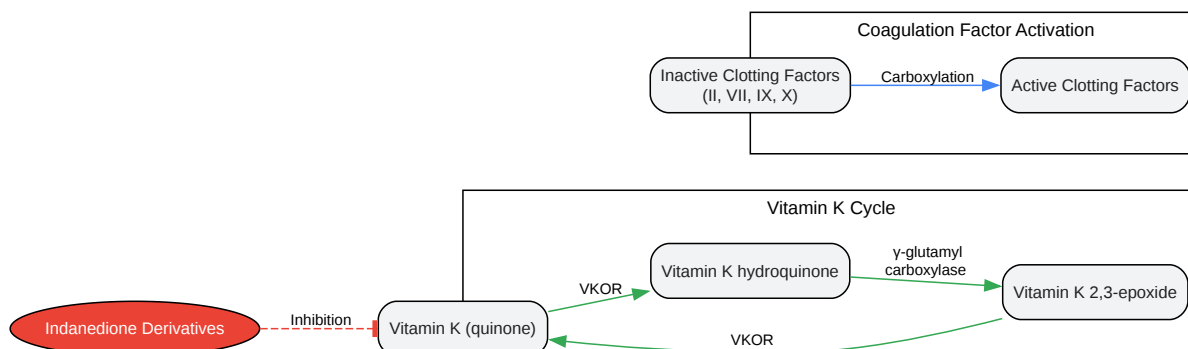 Coagulation Factor Activation
Inactive Clotting Factors
(II, VII, IX, X)
Carboxylation
Active Clotting Factors
Vitamin K Cycle
γ-glutamyl
carboxylase
Vitamin K hydroquinone
VKOR
Vitamin K 2,3-epoxide
Indanedione Derivatives
Inhibition
Vitamin K (quinone)
VKOR